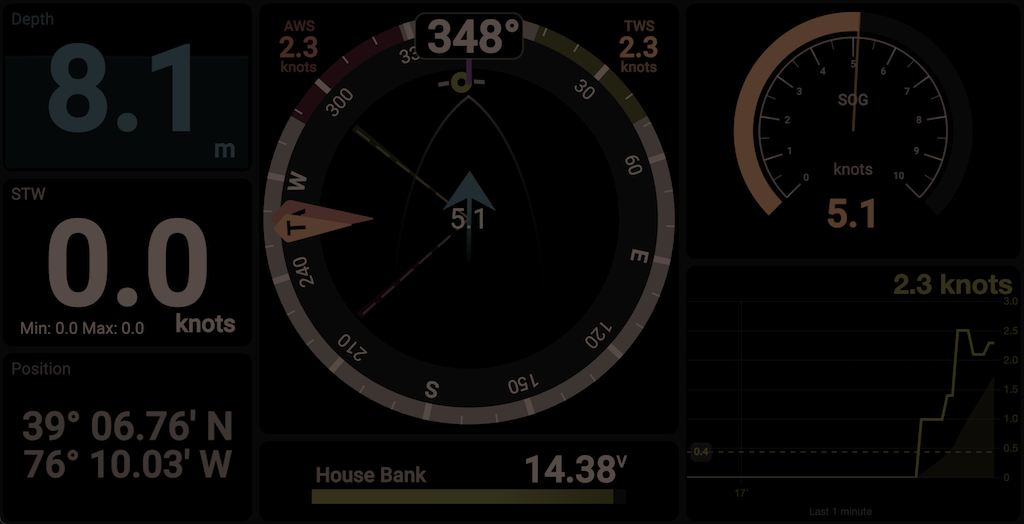 Depth
8.1
m
STW
0.0
Min: 0.0 Max: 0.0 knots
Position
39° 06.76' N
76° 10.03' W
AWS
2.3
knots
348°
TWS
2.3
knots
33
30
60
E
120
150
S
210
240
W
300
T
A
5.1
House Bank
14.38V
0
1
2
3
4
5
6
7
8
9
10
SOG
knots
5.1
2.3 knots
3.0
2.5
2.0
1.5
1.0
0.5
0
0.4
17'
Last 1 minute